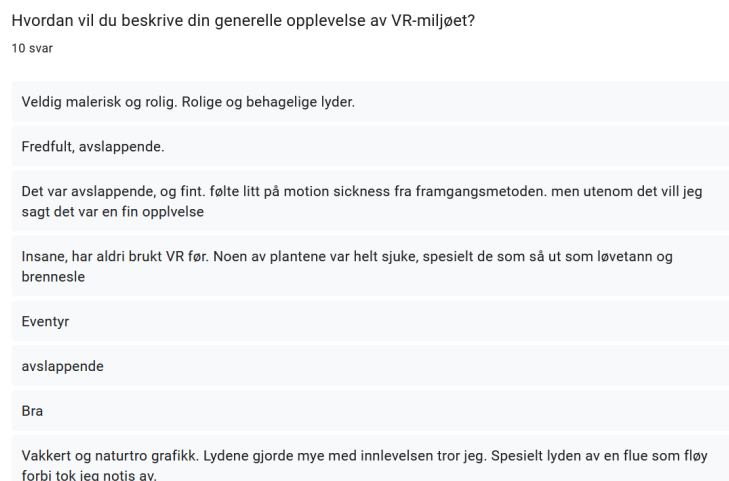 Hvordan vil du beskrive din generelle opplevelse av VR-miljøet?
10 svar
Veldig malerisk og rolig. Rolige og behagelige lyder.
Fredfult, avslappende.
Det var avslappende, og fint. følte litt på motion sickness fra framgangsmetoden. men utenom det vill jeg
sagt det var en fin opplvelse
Insane, har aldri brukt VR før. Noen av plantene var helt sjuke, spesielt de som så ut som løvetann og
brennesle
Eventyr
avslappende
Bra
Vakkert og naturtro grafikk. Lydene gjorde mye med innlevelsen tror jeg. Spesielt lyden av en flue som fløy
forbi tok jeg notis av.